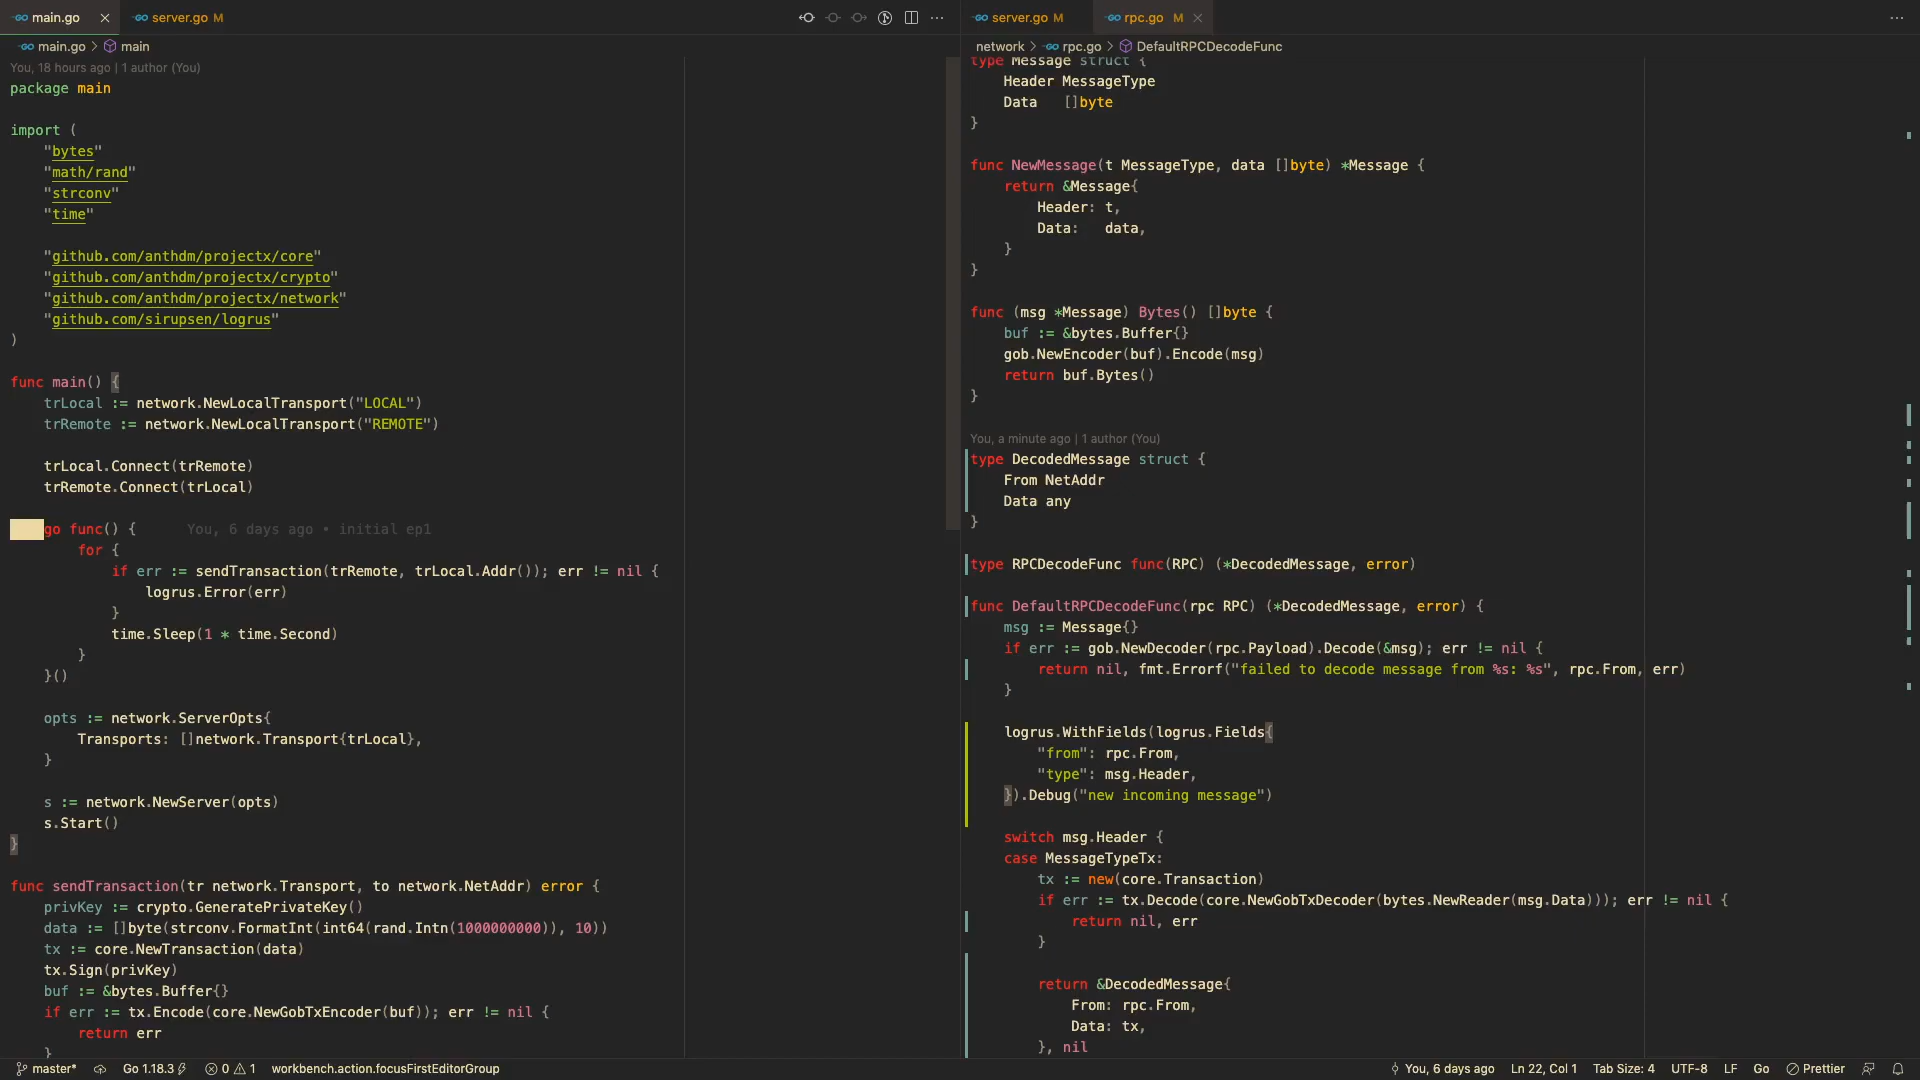 main.go
server.go M
main.go > main
You, 18 hours ago | 1 author (You)
package main
import (
"bytes"
"math/rand"
"strconv"
"time"
"github.com/anthdm/projectx/core"
"github.com/anthdm/projectx/crypto"
"github.com/anthdm/projectx/network"
"github.com/sirupsen/logrus"
)
func main() {
trLocal := network.NewLocalTransport("LOCAL")
trRemote := network.NewLocalTransport("REMOTE")
trLocal.Connect(trRemote)
trRemote.Connect(trLocal)
go func() { You, 6 days ago • initial ep1
for {
if err := sendTransaction(trRemote, trLocal.Addr()); err != nil {
logrus.Error(err)
}
time.Sleep(1 * time.Second)
}
}()
opts := network.ServerOpts{
Transports: []network.Transport{trLocal},
}
s := network.NewServer(opts)
s.Start()
}
func sendTransaction(tr network.Transport, to network.NetAddr) error {
privKey := crypto.GeneratePrivateKey()
data := []byte(strconv.FormatInt(int64(rand.Intn(1000000000)), 10))
tx := core.NewTransaction(data)
tx.Sign(privKey)
buf := &bytes.Buffer{}
if err := tx.Encode(core.NewGobTxEncoder(buf)); err != nil {
return err
}
server.go M
rpc.go M
network > rpc.go > DefaultRPCDecodeFunc
type Message struct {
Header MessageType
Data []byte
}
func NewMessage(t MessageType, data []byte) *Message {
return &Message{
Header: t,
Data: data,
}
}
func (msg *Message) Bytes() []byte {
buf := &bytes.Buffer{}
gob.NewEncoder(buf).Encode(msg)
return buf.Bytes()
}
You, a minute ago | 1 author (You)
type DecodedMessage struct {
From NetAddr
Data any
}
type RPCDecodeFunc func(RPC) (*DecodedMessage, error)
func DefaultRPCDecodeFunc(rpc RPC) (*DecodedMessage, error) {
msg := Message{}
if err := gob.NewDecoder(rpc.Payload).Decode(&msg); err != nil {
return nil, fmt.Errorf("failed to decode message from %s: %s", rpc.From, err)
}
logrus.WithFields(logrus.Fields{
"from": rpc.From,
"type": msg.Header,
}).Debug("new incoming message")
switch msg.Header {
case MessageTypeTx:
tx := new(core.Transaction)
if err := tx.Decode(core.NewGobTxDecoder(bytes.NewReader(msg.Data))); err != nil {
return nil, err
}
return &DecodedMessage{
From: rpc.From,
Data: tx,
}, nil
master* Go 1.18.3 0 1 workbench.action.focusFirstEditorGroup You, 6 days ago Ln 22, Col 1 Tab Size: 4 UTF-8 LF Go Prettier